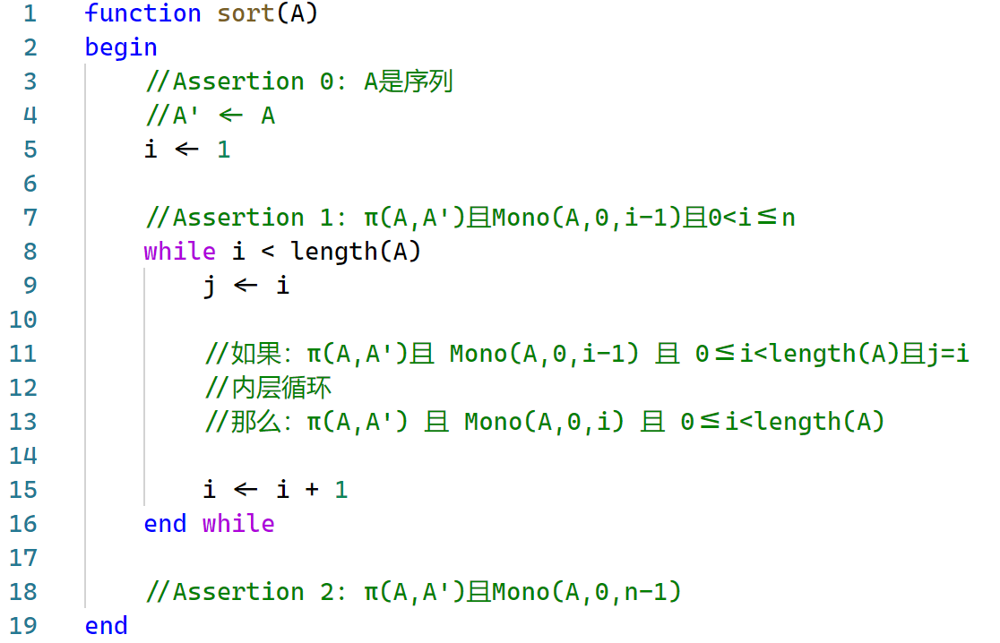 1 function sort(A)
2 begin
3 //Assertion 0: A是序列
4 //A' ← A
5 i ← 1
6
7 //Assertion 1: π(A,A')且Mono(A,0,i-1)且0<i≦n
8 while i < length(A)
9 j ← i
10
11 //如果：π(A,A')且 Mono(A,0,i-1) 且 0≦i<length(A)且j=i
12 //内层循环
13 //那么：π(A,A') 且 Mono(A,0,i) 且 0≦i<length(A)
14
15 i ← i + 1
16 end while
17
18 //Assertion 2: π(A,A')且Mono(A,0,n-1)
19 end